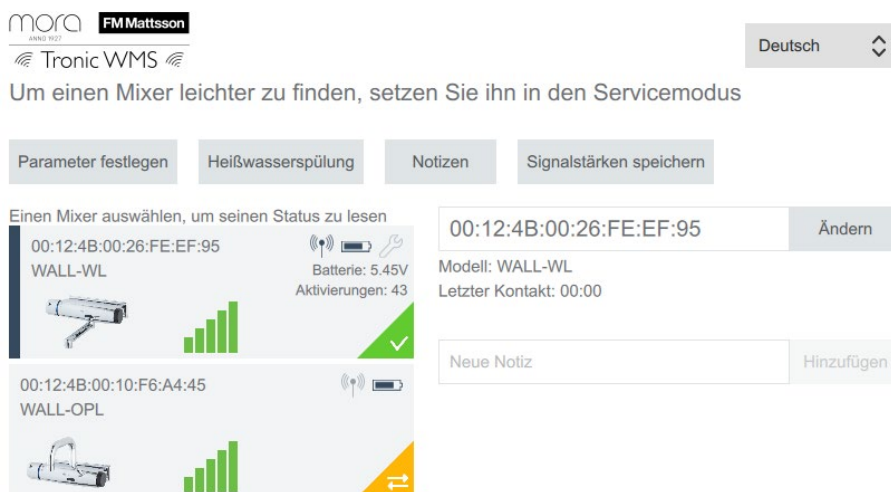 mora
ANNO 1927
FM Mattsson
Tronic WMS
Deutsch
Um einen Mixer leichter zu finden, setzen Sie ihn in den Servicemodus
Parameter festlegen
Heißwasserspülung
Notizen
Signalstärken speichern
Einen Mixer auswählen, um seinen Status zu lesen
00:12:4B:00:26:FE:EF:95
WALL-WL
Batterie: 5.45V
Aktivierungen: 43
00:12:4B:00:10:F6:A4:45
WALL-OPL
00:12:4B:00:26:FE:EF:95
Ändern
Modell: WALL-WL
Letzter Kontakt: 00:00
Neue Notiz
Hinzufügen